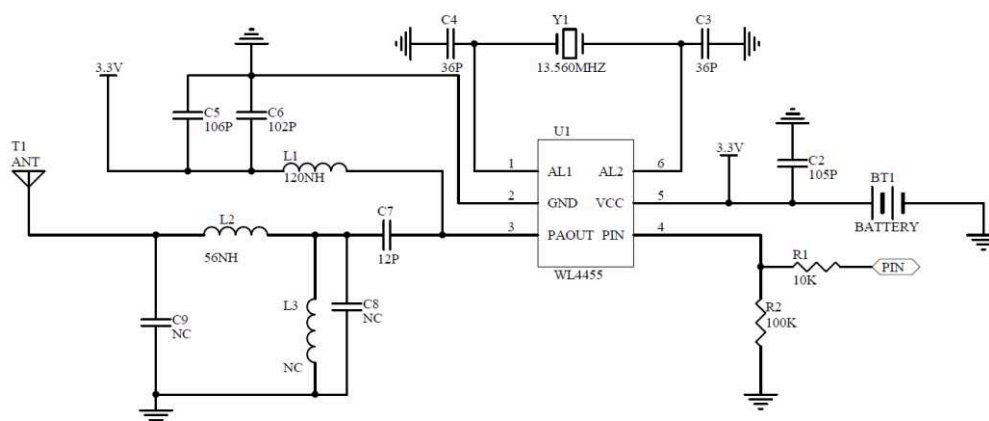 C4
Y1
C3
36P
13.560MHZ
36P
3.3V
C5
106P
C6
102P
U1
3.3V
C2
105P
T1
ANT
L1
120NH
1
AL1
AL2
6
2
GND
VCC
5
BT1
BATTERY
L2
56NH
C7
12P
3
PAOUT
PIN
4
WL4455
R1
10K
PIN
L3
NC
C8
NC
C9
NC
R2
100K